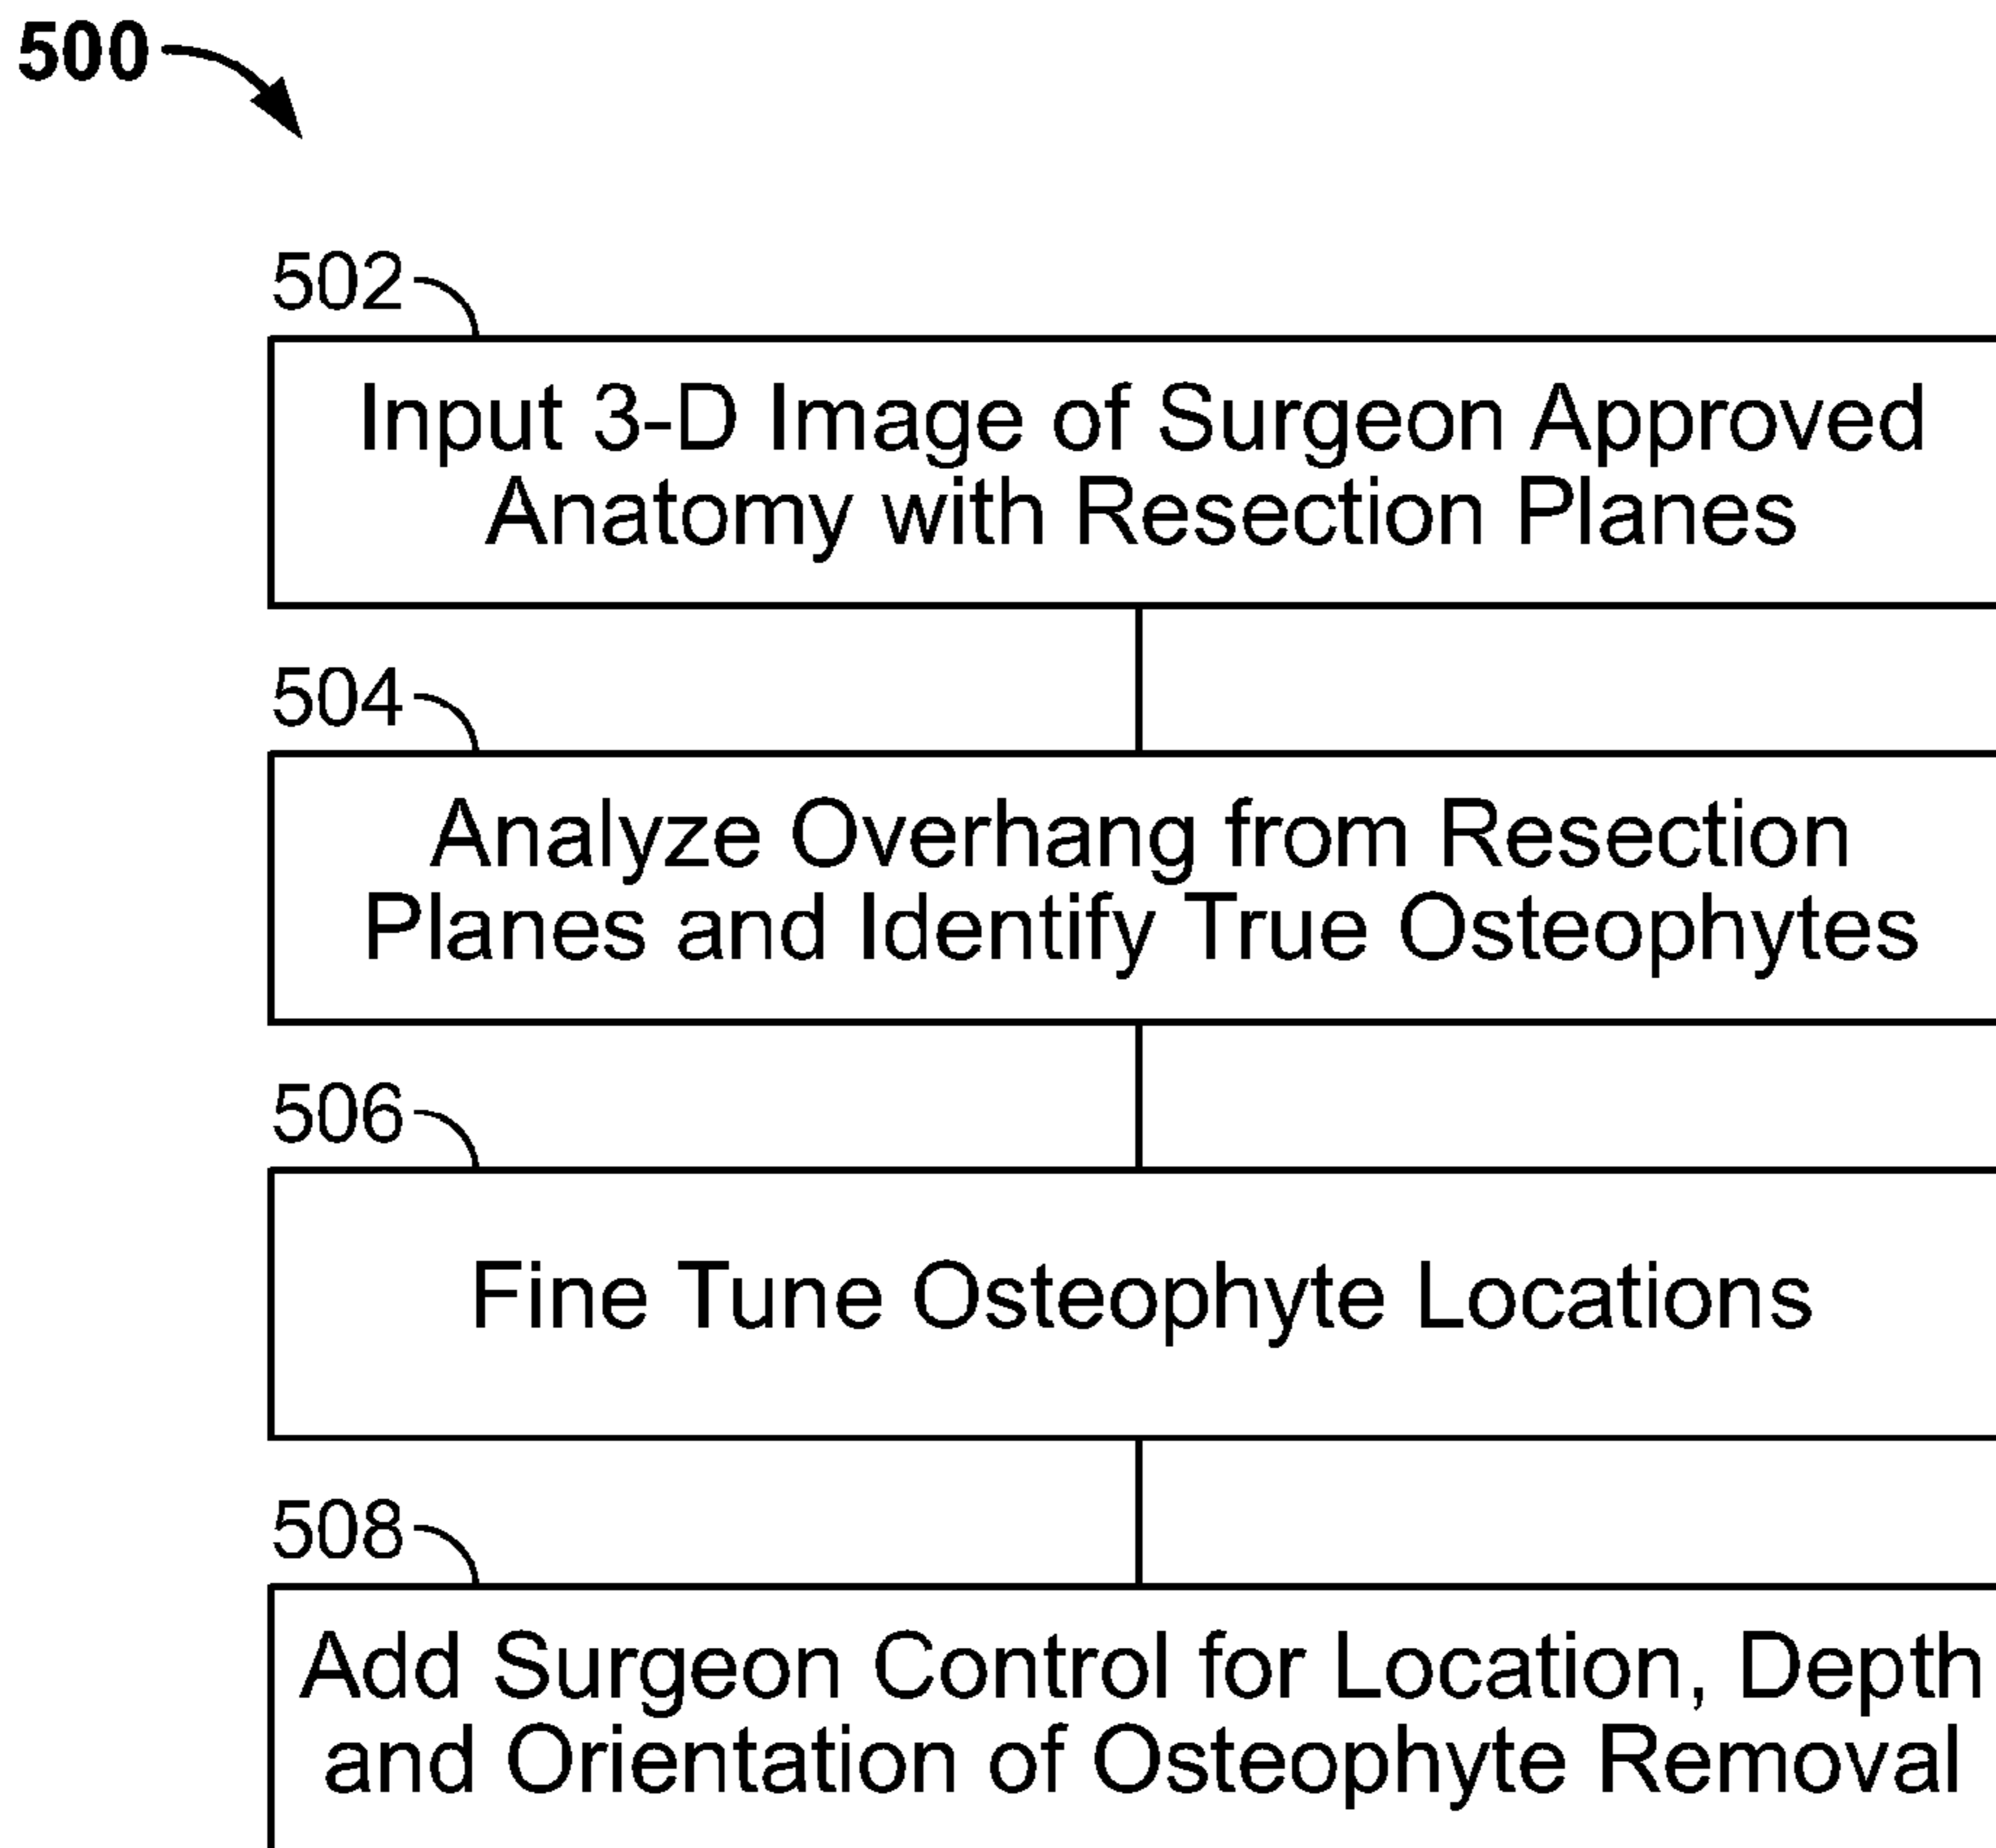 500
502
Input 3-D Image of Surgeon Approved
Anatomy with Resection Planes
504
Analyze Overhang from Resection
Planes and Identify True Osteophytes
506
Fine Tune Osteophyte Locations
508
Add Surgeon Control for Location, Depth
and Orientation of Osteophyte Removal